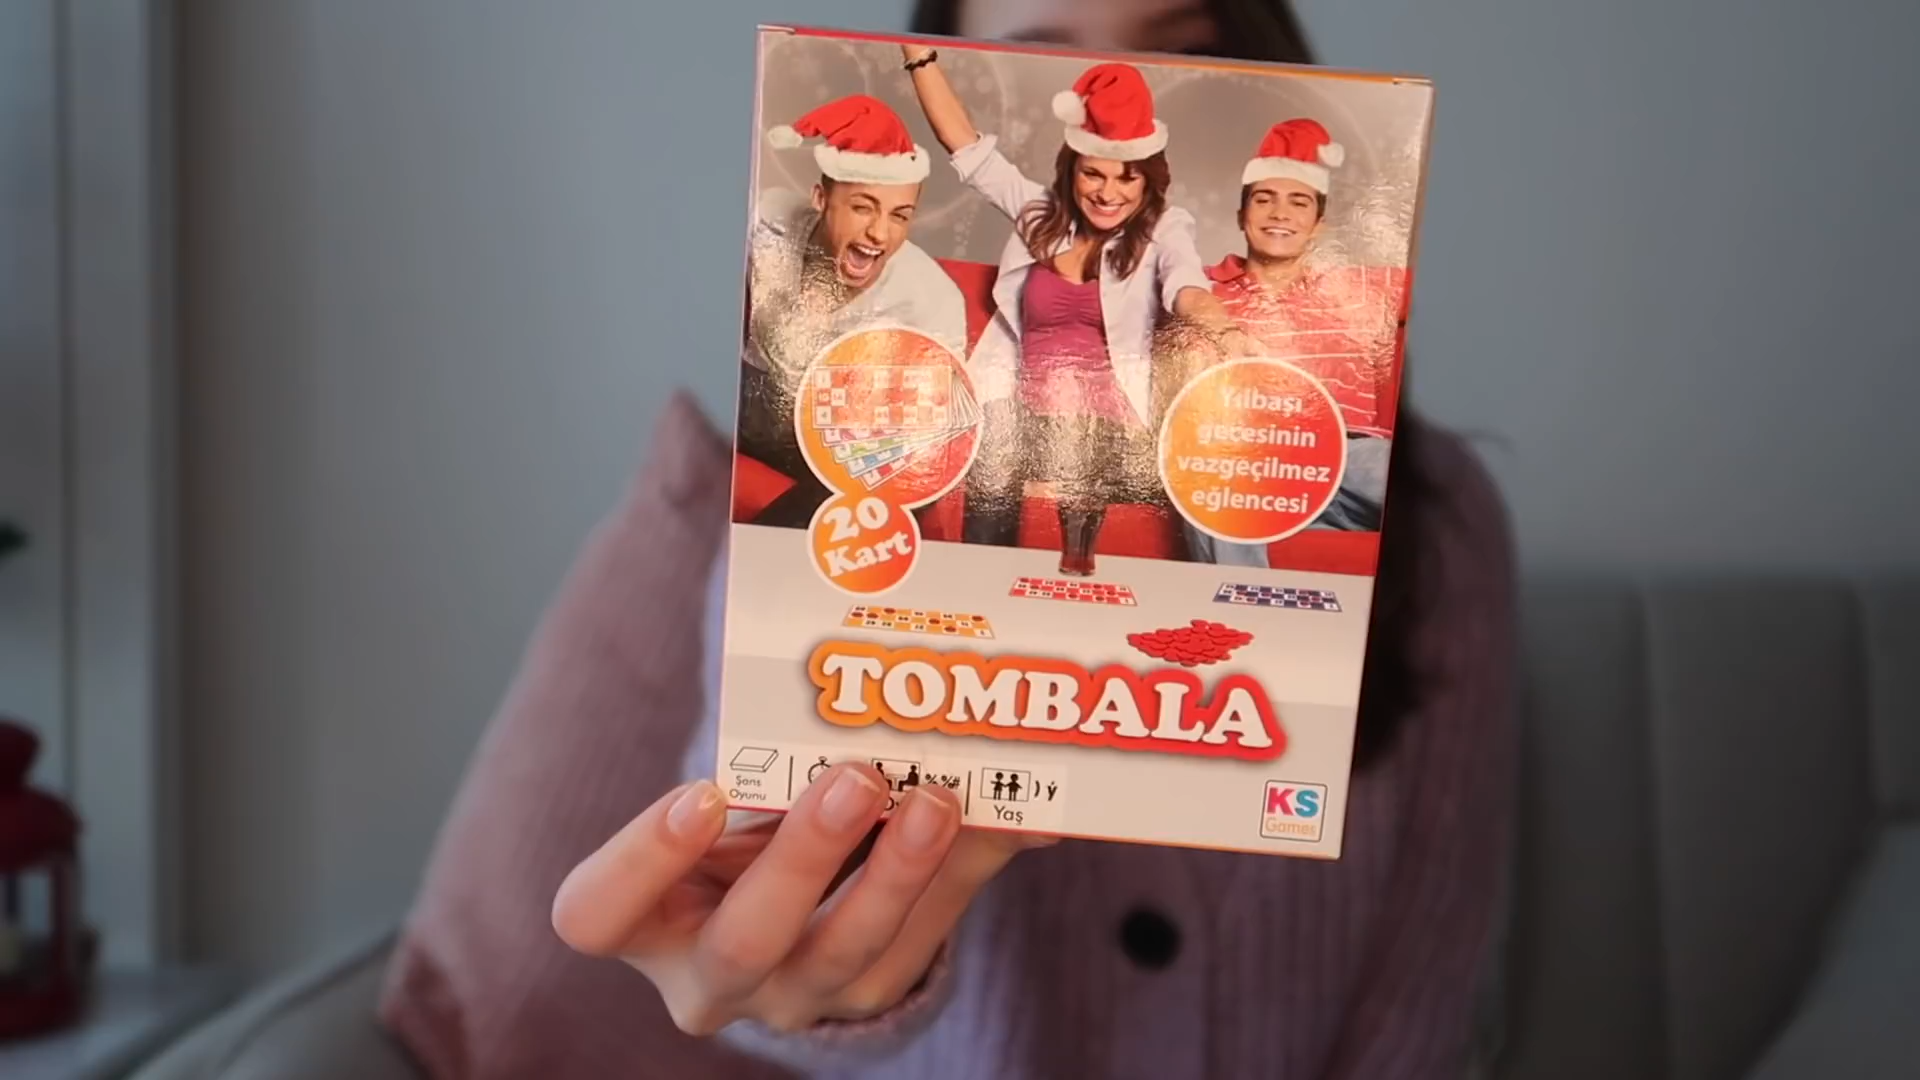 Yılbaşı
gecesinin
vazgeçilmez
eğlencesi
20
Kart
TOMBALA
Şans
Oyunu
%%#
) ý
Yaş
KS
Games